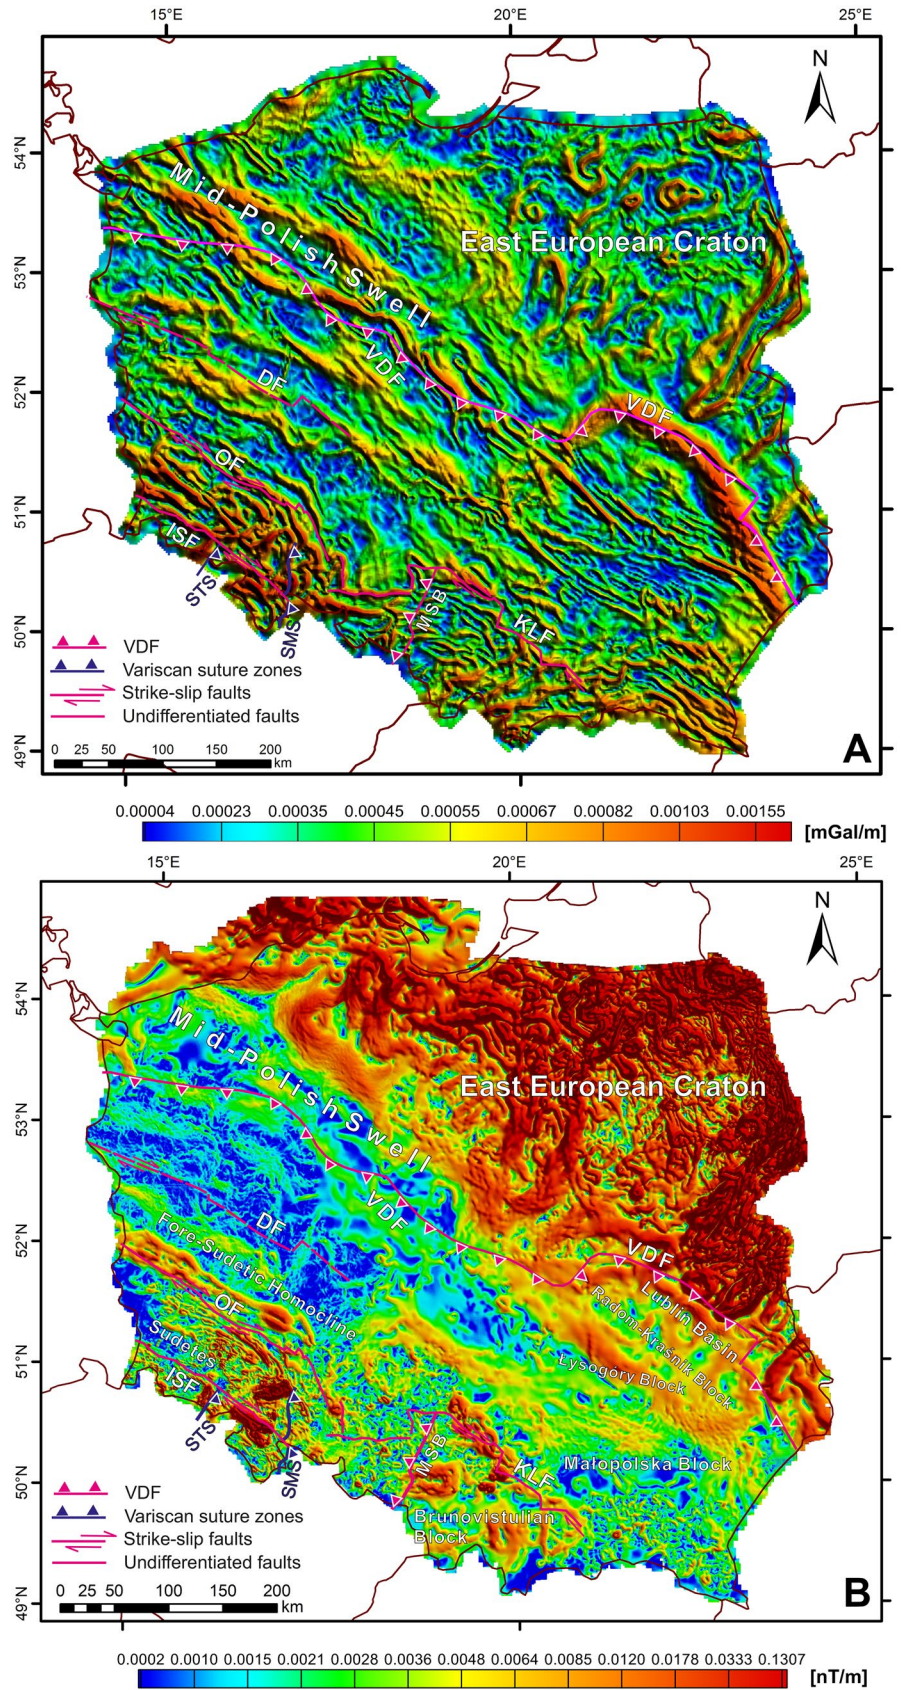 15°E 20°E 25°E
N
54°N
Mid-Polish Swell
East European Craton
53°N
VDF
DF
52°N
VDF
OF
51°N
ISF
STS
MSB
50°N
SMS
KLF
VDF
Variscan suture zones
Strike-slip faults
Undifferentiated faults
49°N
0 25 50 100 150 200
km
A
0.00004 0.00023 0.00035 0.00045 0.00055 0.00067 0.00082 0.00103 0.00155
[mGal/m]
15°E 20°E 25°E
N
54°N
Mid-Polish Swell
East European Craton
53°N
VDF
DF
52°N
Fore-Sudetic Homocline
VDF
OF
Lublin Basin
Radom-Kraśnik Block
Sudetes
51°N
Łysogóry Block
ISF
STS
MSB
SMS
KLF
Małopolska Block
50°N
Brunovistulian
Block
VDF
Variscan suture zones
Strike-slip faults
Undifferentiated faults
0 25 50 100 150 200
km
49°N
B
0.0002 0.0010 0.0015 0.0021 0.0028 0.0036 0.0048 0.0064 0.0085 0.0120 0.0178 0.0333 0.1307
[nT/m]